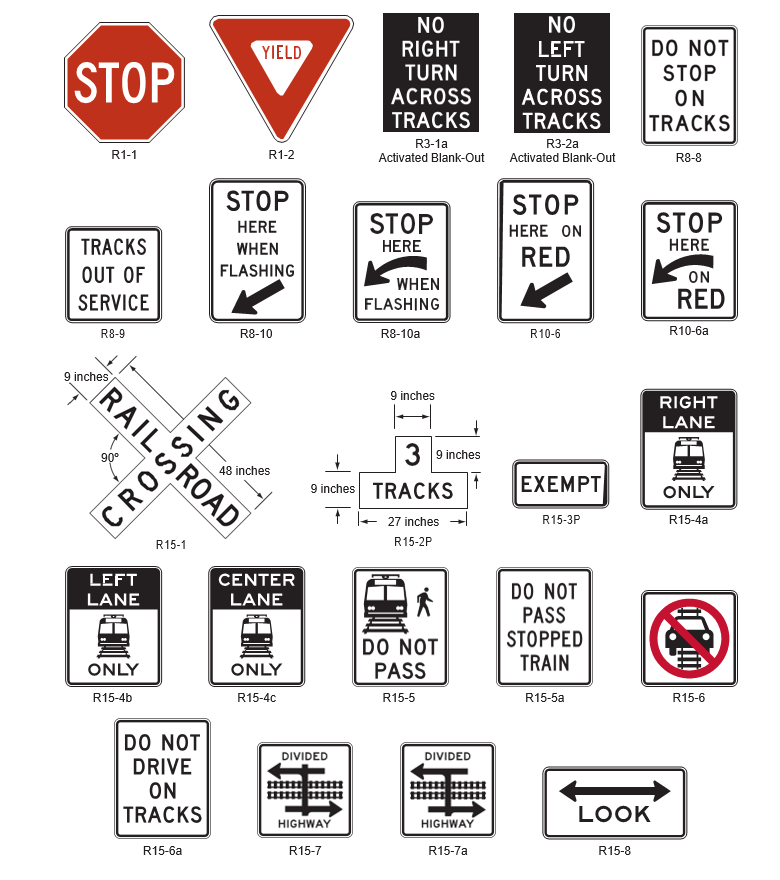 STOP
R1-1
YIELD
R1-2
NO
RIGHT
TURN
ACROSS
TRACKS
R3-1a
Activated Blank-Out
NO
LEFT
TURN
ACROSS
TRACKS
R3-2a
Activated Blank-Out
DO NOT
STOP
ON
TRACKS
R8-8
TRACKS
OUT OF
SERVICE
R8-9
STOP
HERE
WHEN
FLASHING
R8-10
STOP
HERE
WHEN
FLASHING
R8-10a
STOP
HERE ON
RED
R10-6
STOP
HERE
ON
RED
R10-6a
9 inches
RAILROAD
CROSSING
90°
48 inches
R15-1
9 inches
3
9 inches
9 inches
TRACKS
27 inches
R15-2P
EXEMPT
R15-3P
RIGHT
LANE
ONLY
R15-4a
LEFT
LANE
ONLY
R15-4b
CENTER
LANE
ONLY
R15-4c
DO NOT
PASS
R15-5
DO NOT
PASS
STOPPED
TRAIN
R15-5a
R15-6
DO NOT
DRIVE
ON
TRACKS
R15-6a
DIVIDED
HIGHWAY
R15-7
DIVIDED
HIGHWAY
R15-7a
LOOK
R15-8